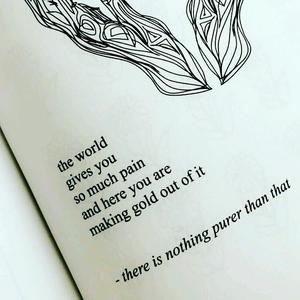 the world
gives you
so much pain
and here you are
making gold out of it
- there is nothing purer than that